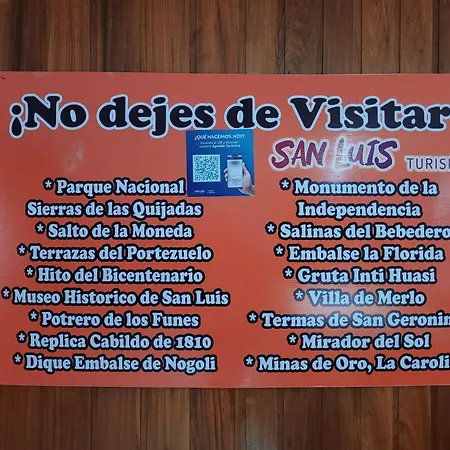 ¡No dejes de Visitar
¿QUÉ HACEMOS HOY?
SAN LUIS
TURIS
* Parque Nacional
Sierras de las Quijadas
* Salto de la Moneda
* Terrazas del Portezuelo
* Hito del Bicentenario
* Museo Historico de San Luis
* Potrero de los Funes
* Replica Cabildo de 1810
* Dique Embalse de Nogoli
* Monumento de la
Independencia
* Salinas del Bebedero
* Embalse la Florida
* Gruta Inti Huasi
* Villa de Merlo
* Termas de San Geronim
* Mirador del Sol
* Minas de Oro, La Caroli